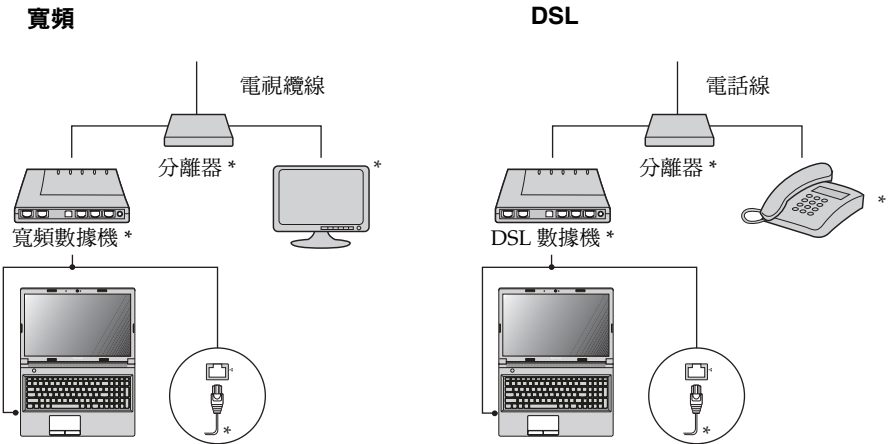 寬頻
電視纜線
分離器 *
*
寬頻數據機 *
*
DSL
電話線
分離器 *
*
DSL 數據機 *
*